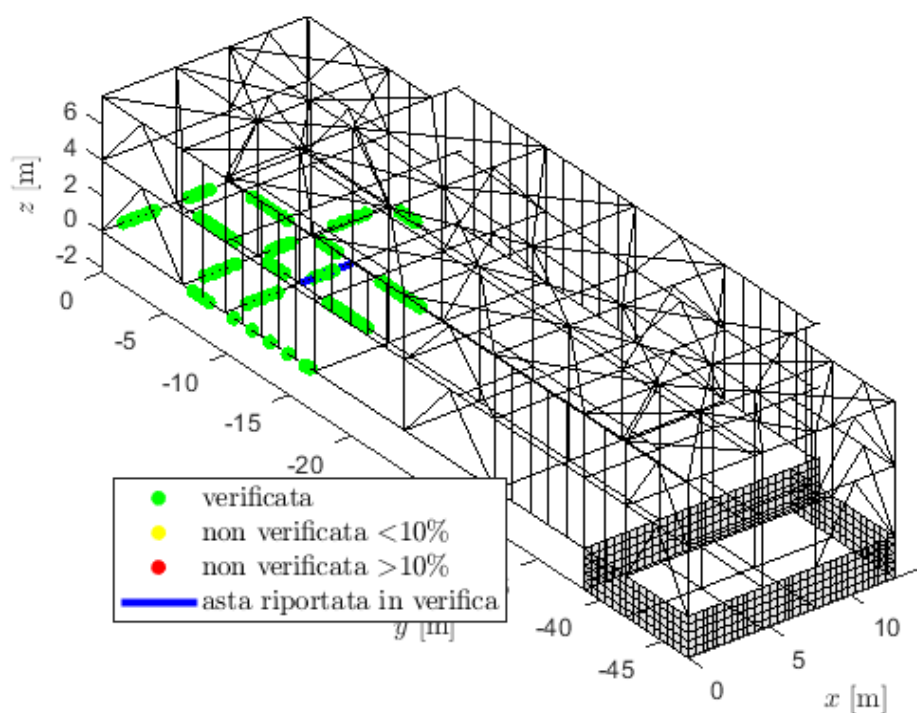 6
4
2
0
-2
z [m]
0
-5
-10
-15
-20
-40
-45
y [m]
0
5
10
x [m]
verificata
non verificata <10%
non verificata >10%
asta riportata in verifica